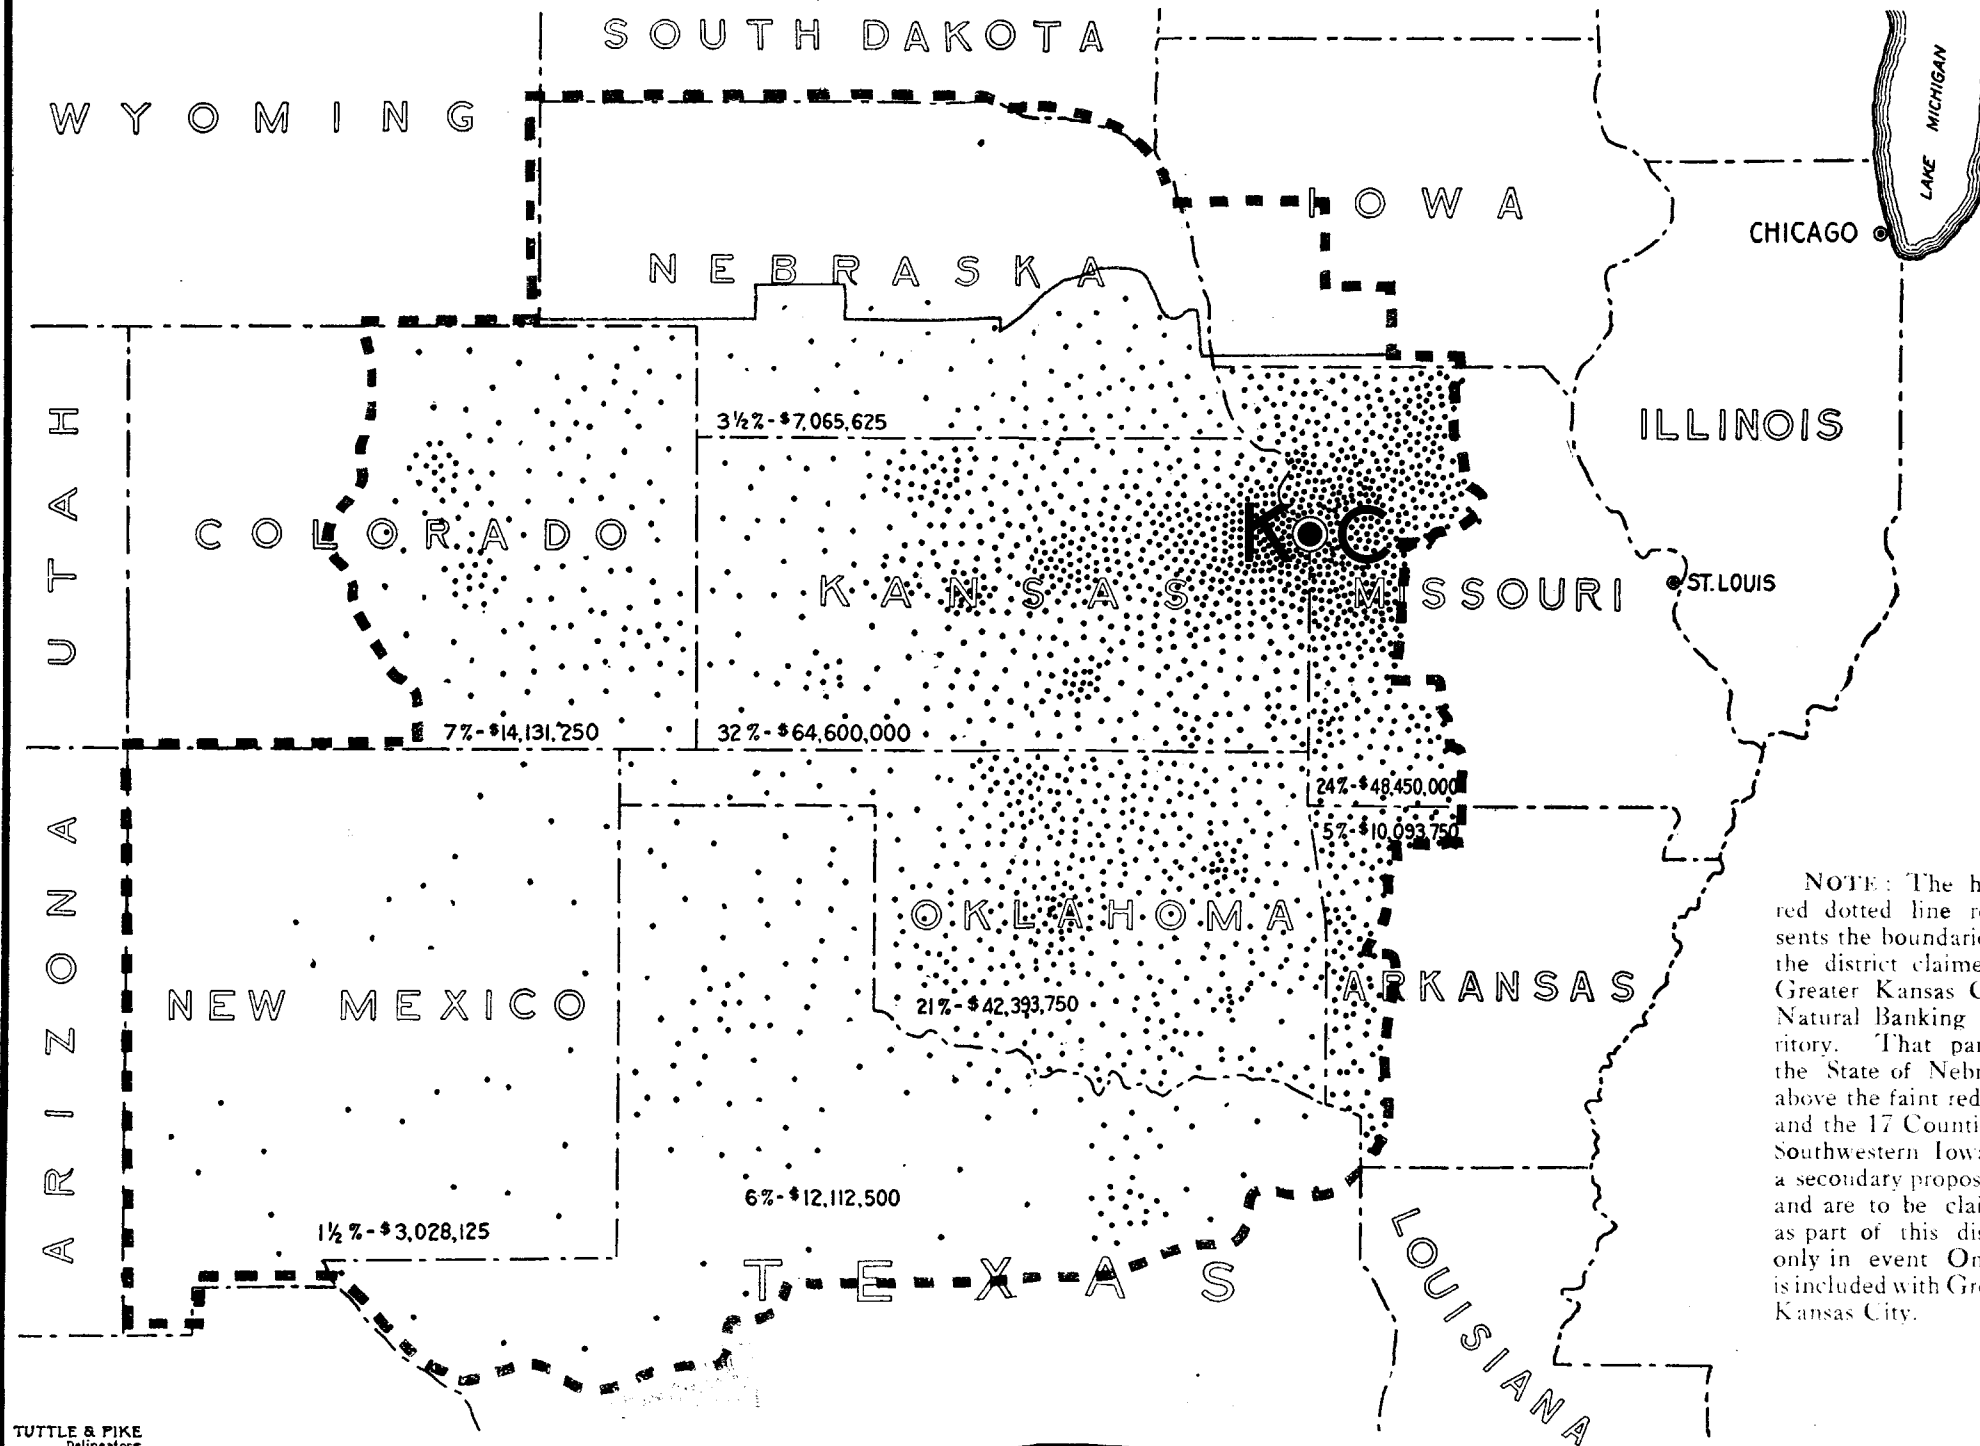 SOUTH DAKOTA
WYOMING
LAKE MICHIGAN
IOWA
CHICAGO
NEBRASKA
UTAH
3½%-$7,065,625
ILLINOIS
COLORADO
K C
KANSAS
MISSOURI
ST. LOUIS
7%-$14,131,250
32%-$64,600,000
24%-$48,450,000
5%-$10,093,750
ARIZONA
OKLAHOMA
NEW MEXICO
21%-$42,393,750
ARKANSAS
6%-$12,112,500
1½%-$3,028,125
TEXAS
LOUISIANA
NOTE: The h
red dotted line r
sents the boundari
the district claime
Greater Kansas C
Natural Banking
ritory. That par
the State of Neb
above the faint red
and the 17 Counti
Southwestern Iow
a secondary propos
and are to be clai
as part of this dis
only in event O
is included with Gr
Kansas City.
TUTTLE & PIKE
Delineators